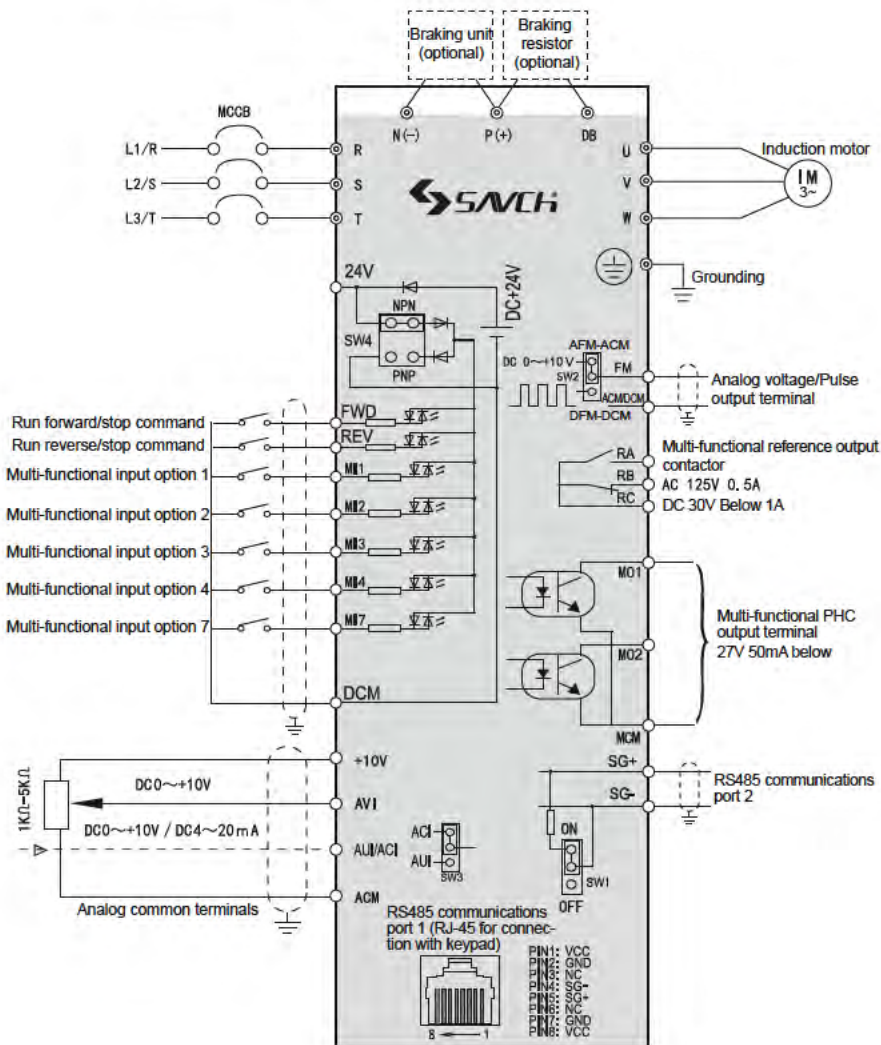 Braking unit
(optional)
Braking
resistor
(optional)
MCCB
N(-)
P(+)
DB
L1/R
R
L2/S
S
L3/T
T
SAVCH
U
V
W
Induction motor
IM
3~
Grounding
24V
NPN
SW4
PNP
DC+24V
AFM-ACM
DC 0~+10V
SW2
FM
ACM/DCM
DFM-DCM
Analog voltage/Pulse
output terminal
Run forward/stop command
FWD
Run reverse/stop command
REV
Multi-functional input option 1
MI1
Multi-functional input option 2
MI2
Multi-functional input option 3
MI3
Multi-functional input option 4
MI4
Multi-functional input option 7
MI7
DCM
RA
RB
RC
Multi-functional reference output
contactor
AC 125V 0.5A
DC 30V Below 1A
MO1
MO2
MCM
Multi-functional PHC
output terminal
27V 50mA below
+10V
1KΩ-5KΩ
DC0~+10V
AVI
DC0~+10V / DC4~20mA
AUI/ACI
ACM
Analog common terminals
ACI
AUI
SW3
SG+
SG-
RS485 communications
port 2
ON
SW1
OFF
RS485 communications
port 1 (RJ-45 for connec-
tion with keypad)
8
1
PIN1: VCC
PIN2: GND
PIN3: NC
PIN4: SG-
PIN5: SG+
PIN6: NC
PIN7: GND
PIN8: VCC